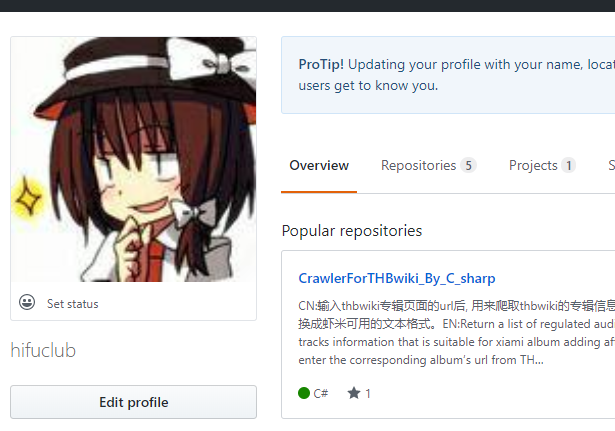 ProTip! Updating your profile with your name, locat
users get to know you.
Overview
Repositories 5
Projects 1
S
Popular repositories
CrawlerForTHBwiki_By_C_sharp
CN:输入thbwiki专辑页面的url后, 用来爬取thbwiki的专辑信息
换成虾米可用的文本格式。EN:Return a list of regulated aud
tracks information that is suitable for xiami album adding aft
enter the corresponding album's url from TH...
C#
1
Set status
hifuclub
Edit profile